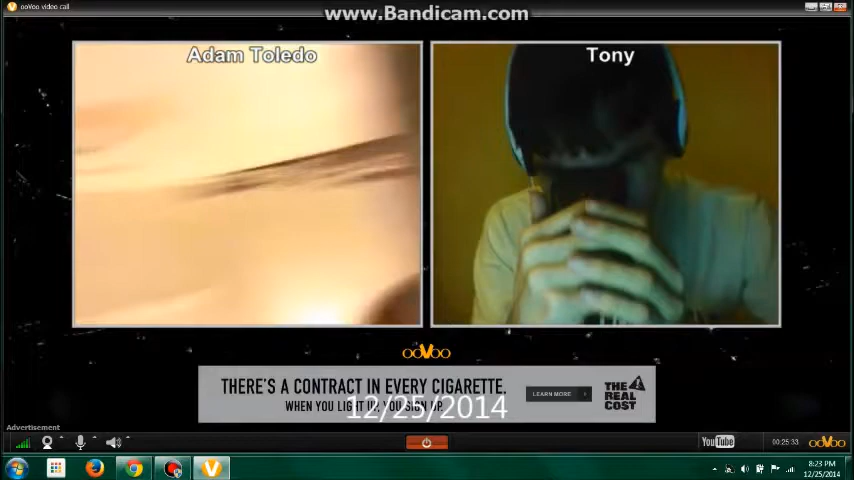 ooVoo video call
www.Bandicam.com
Adam Toledo
Tony
ooVoo
THERE'S A CONTRACT IN EVERY CIGARETTE.
WHEN YOU LIGHT UP, YOU SIGN UP.
LEARN MORE
THE REAL COST
12/25/2014
Advertisement
YouTube
00:25:33
ooVoo
8:23 PM
12/25/2014